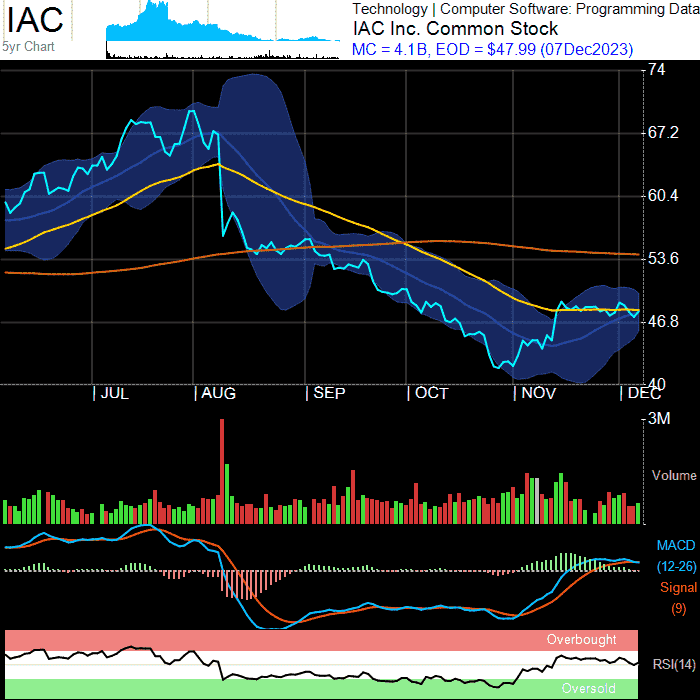 IAC
5yr Chart
Technology | Computer Software: Programming Data
IAC Inc. Common Stock
MC = 4.1B, EOD = $47.99 (07Dec2023)
74
67.2
60.4
53.6
46.8
40
JUL
AUG
SEP
OCT
NOV
DEC
3M
Volume
MACD
(12-26)
Signal
(9)
Overbought
RSI(14)
Oversold